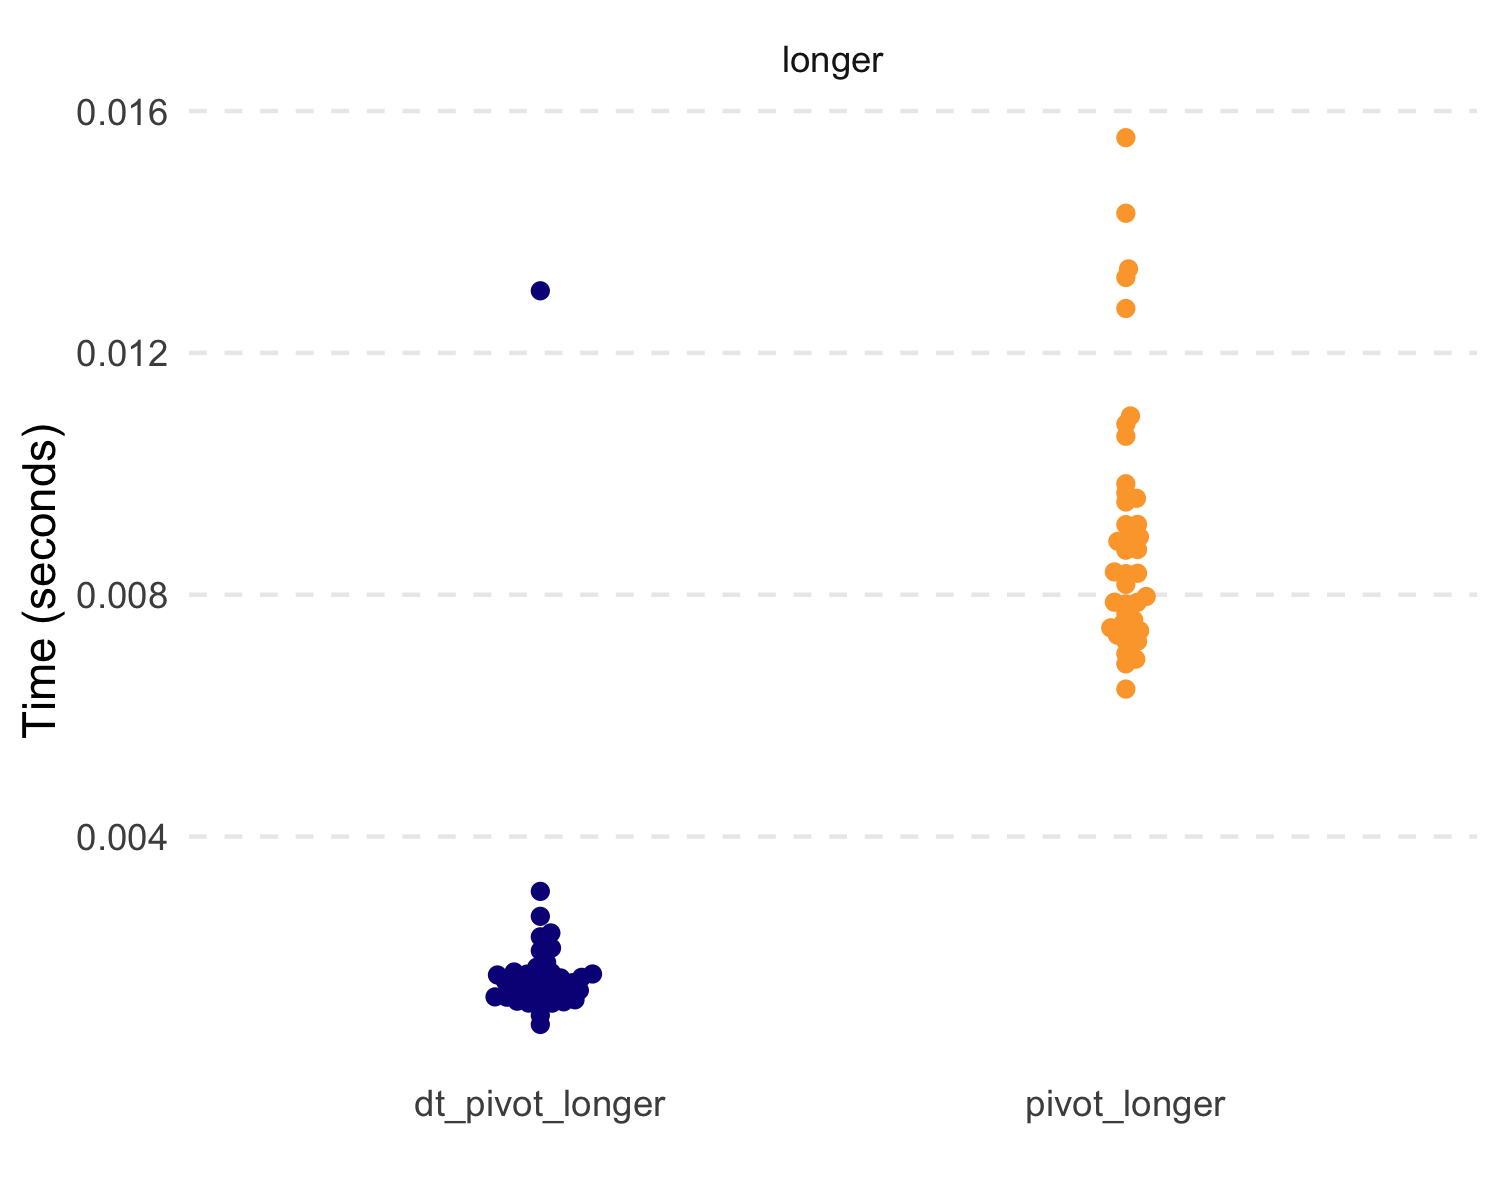 longer
0.016
0.012
0.008
0.004
Time (seconds)
dt_pivot_longer
pivot_longer